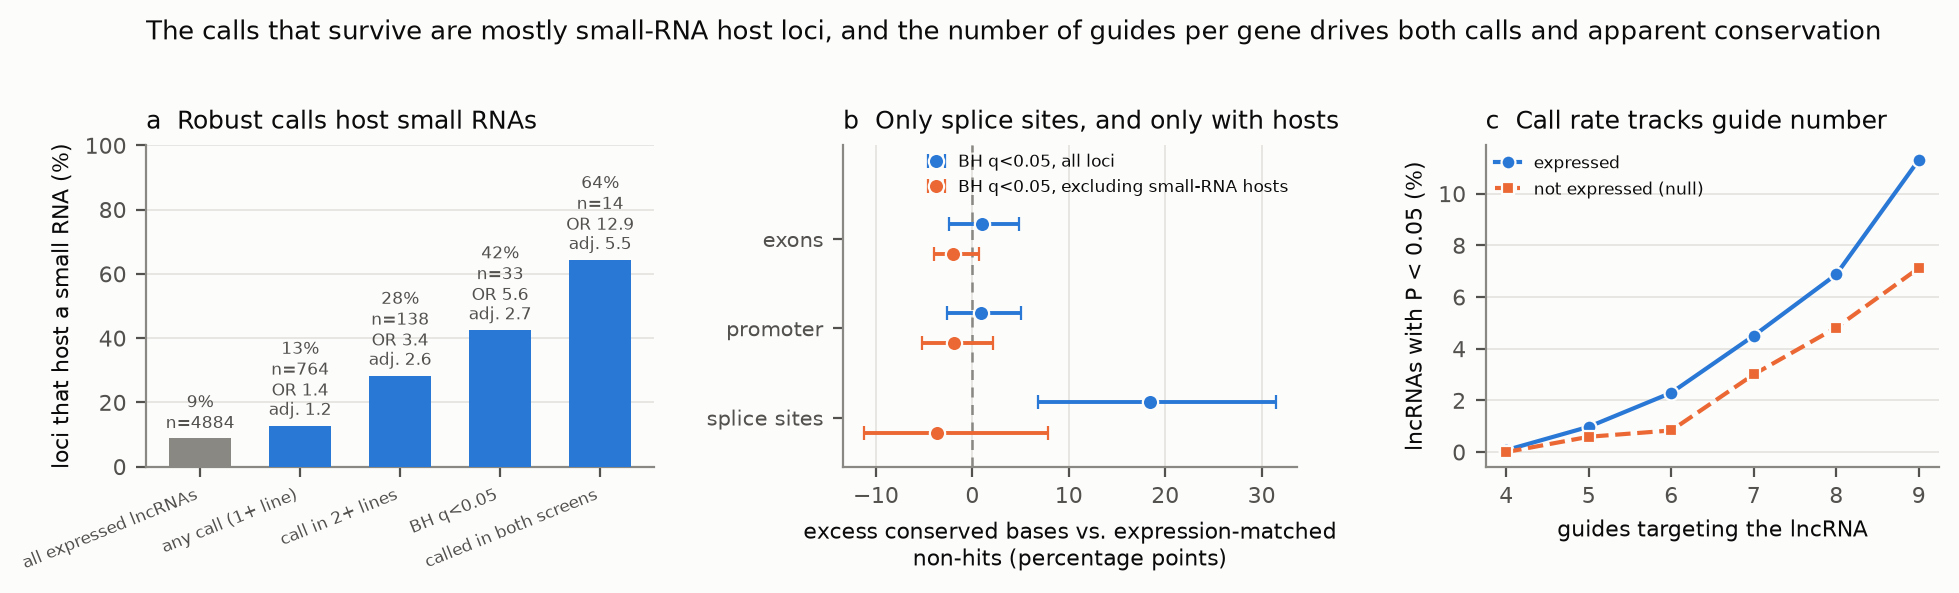 The calls that survive are mostly small-RNA host loci, and the number of guides per gene drives both calls and apparent conservation
a Robust calls host small RNAs
loci that host a small RNA (%)
100
80
60
40
20
0
9%
n=4884
13%
n=764
OR 1.4
adj. 1.2
28%
n=138
OR 3.4
adj. 2.6
42%
n=33
OR 5.6
adj. 2.7
64%
n=14
OR 12.9
adj. 5.5
all expressed lncRNAs
any call (1+ line)
call in 2+ lines
BH q<0.05
called in both screens
b Only splice sites, and only with hosts
BH q<0.05, all loci
BH q<0.05, excluding small-RNA hosts
exons
promoter
splice sites
−10
0
10
20
30
excess conserved bases vs. expression-matched
non-hits (percentage points)
c Call rate tracks guide number
expressed
not expressed (null)
lncRNAs with P < 0.05 (%)
10
8
6
4
2
0
4
5
6
7
8
9
guides targeting the lncRNA